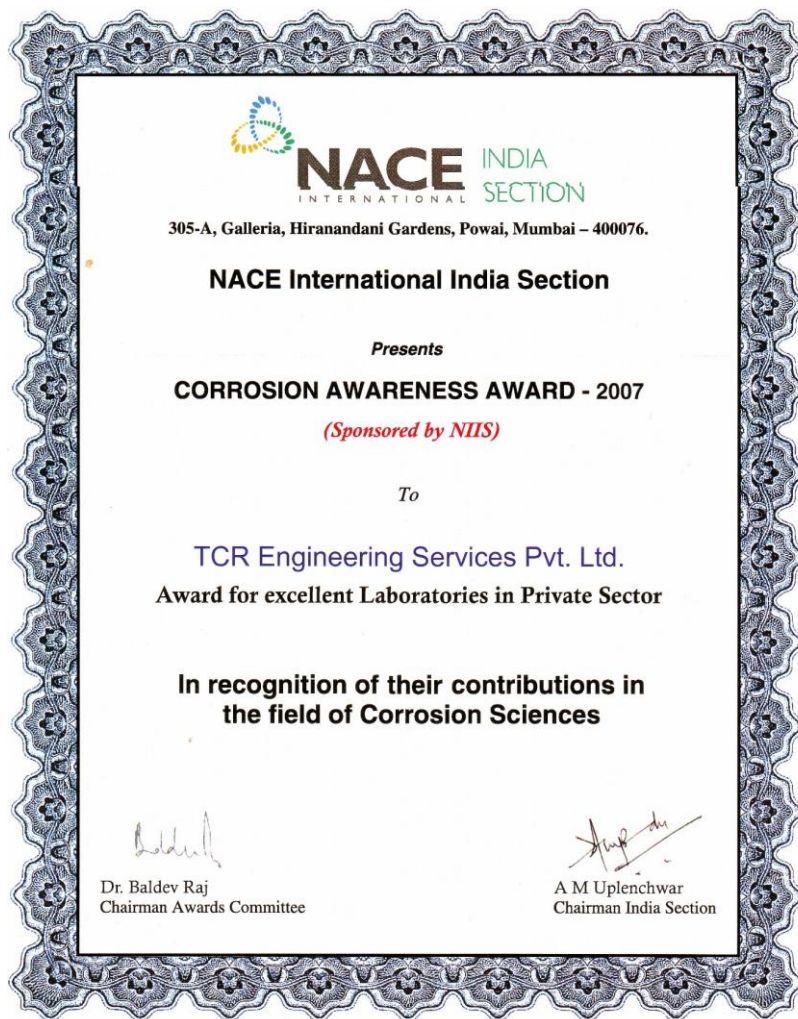 NACE INDIA
INTERNATIONAL SECTION
305-A, Galleria, Hiranandani Gardens, Powai, Mumbai – 400076.
NACE International India Section
Presents
CORROSION AWARENESS AWARD - 2007
(Sponsored by NIIS)
To
TCR Engineering Services Pvt. Ltd.
Award for excellent Laboratories in Private Sector
In recognition of their contributions in
the field of Corrosion Sciences
Dr. Baldev Raj
Chairman Awards Committee
A M Uplenchwar
Chairman India Section